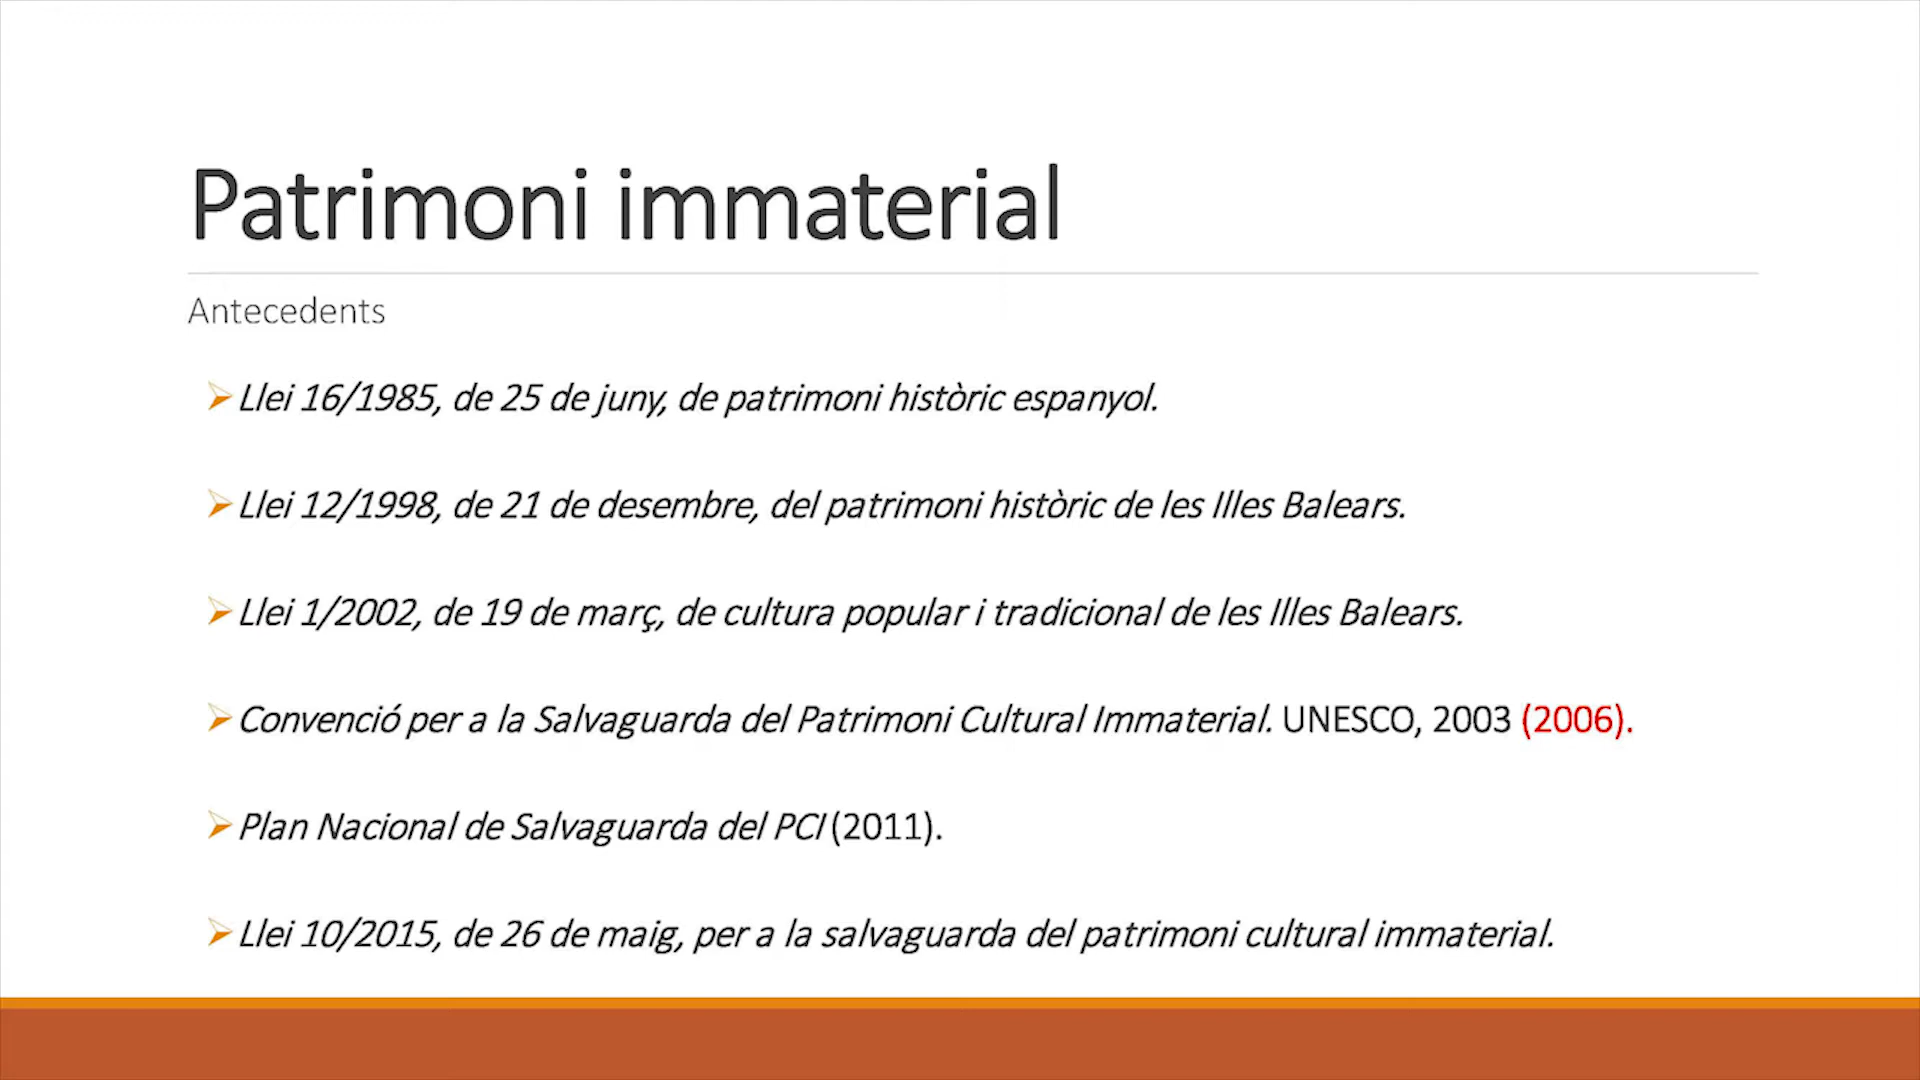 Patrimoni immaterial
Antecedents
Llei 16/1985, de 25 de juny, de patrimoni històric espanyol.
Llei 12/1998, de 21 de desembre, del patrimoni històric de les Illes Balears.
Llei 1/2002, de 19 de març, de cultura popular i tradicional de les Illes Balears.
Convenció per a la Salvaguarda del Patrimoni Cultural Immaterial. UNESCO, 2003 (2006).
Plan Nacional de Salvaguarda del PCI (2011).
Llei 10/2015, de 26 de maig, per a la salvaguarda del patrimoni cultural immaterial.